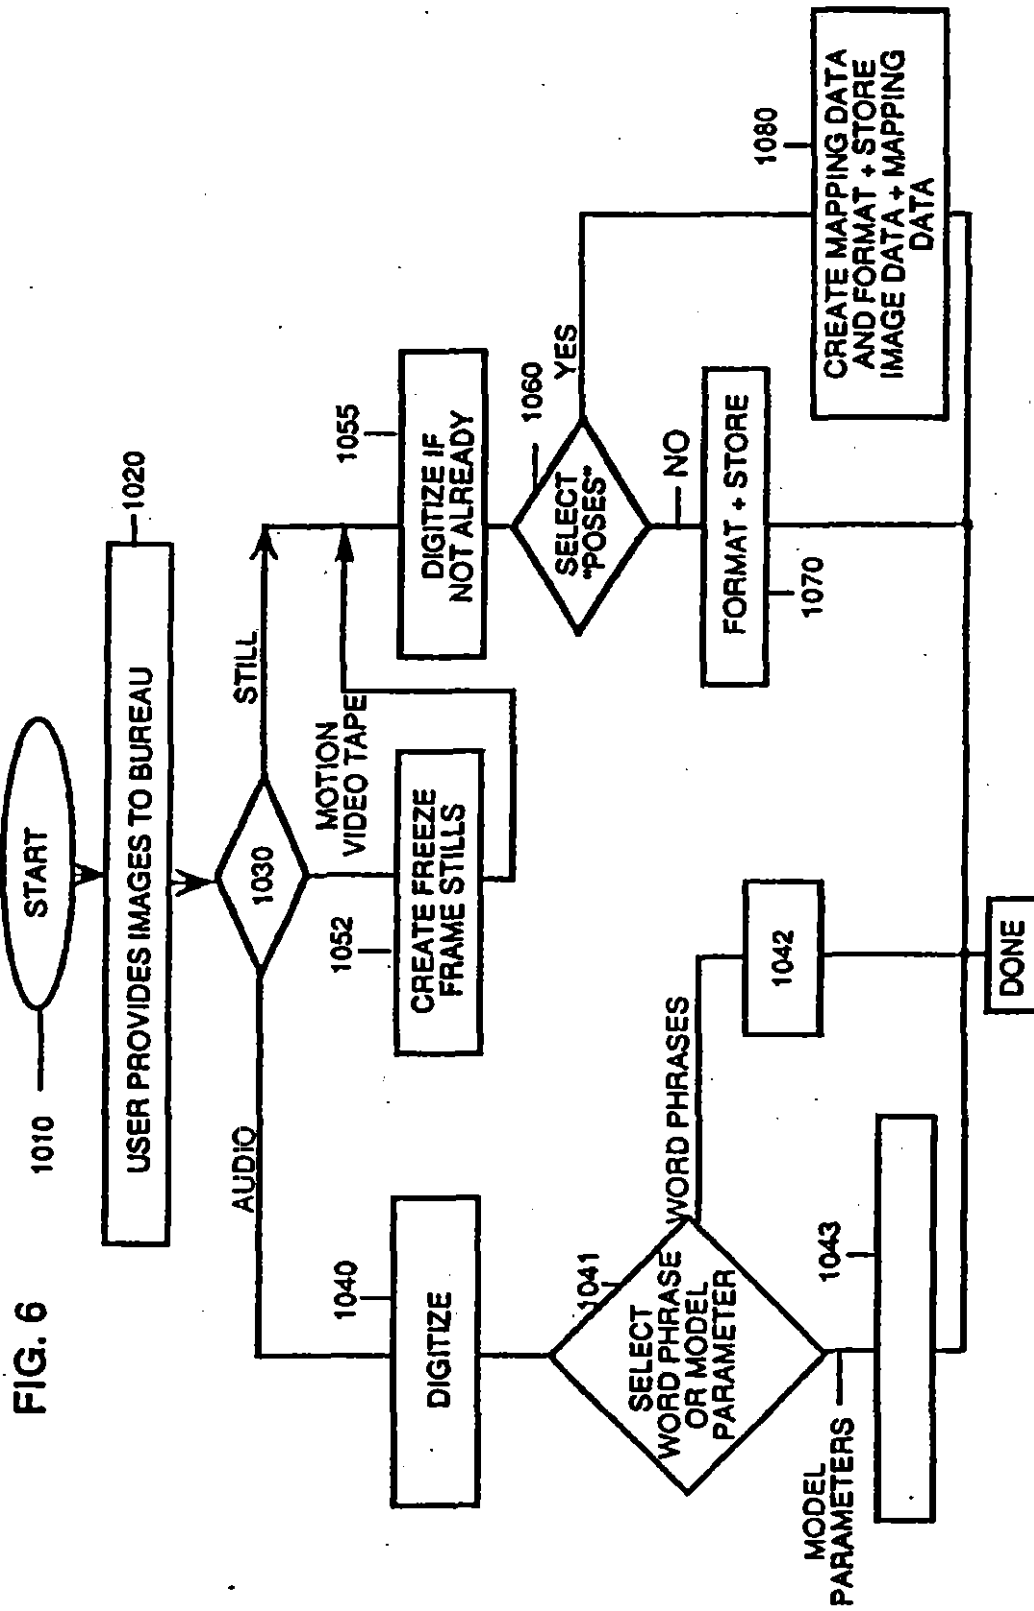 FIG. 6
1010
START
USER PROVIDES IMAGES TO BUREAU
1020
1030
AUDIO
STILL
MOTION
VIDEO TAPE
1040
DIGITIZE
1052
CREATE FREEZE
FRAME STILLS
1055
DIGITIZE IF
NOT ALREADY
1041
SELECT
WORD PHRASE
OR MODEL
PARAMETER
WORD PHRASES
1042
MODEL
PARAMETERS
1043
1060
SELECT
"POSES"
YES
NO
FORMAT + STORE
1070
1080
CREATE MAPPING DATA
AND FORMAT + STORE
IMAGE DATA + MAPPING
DATA
DONE